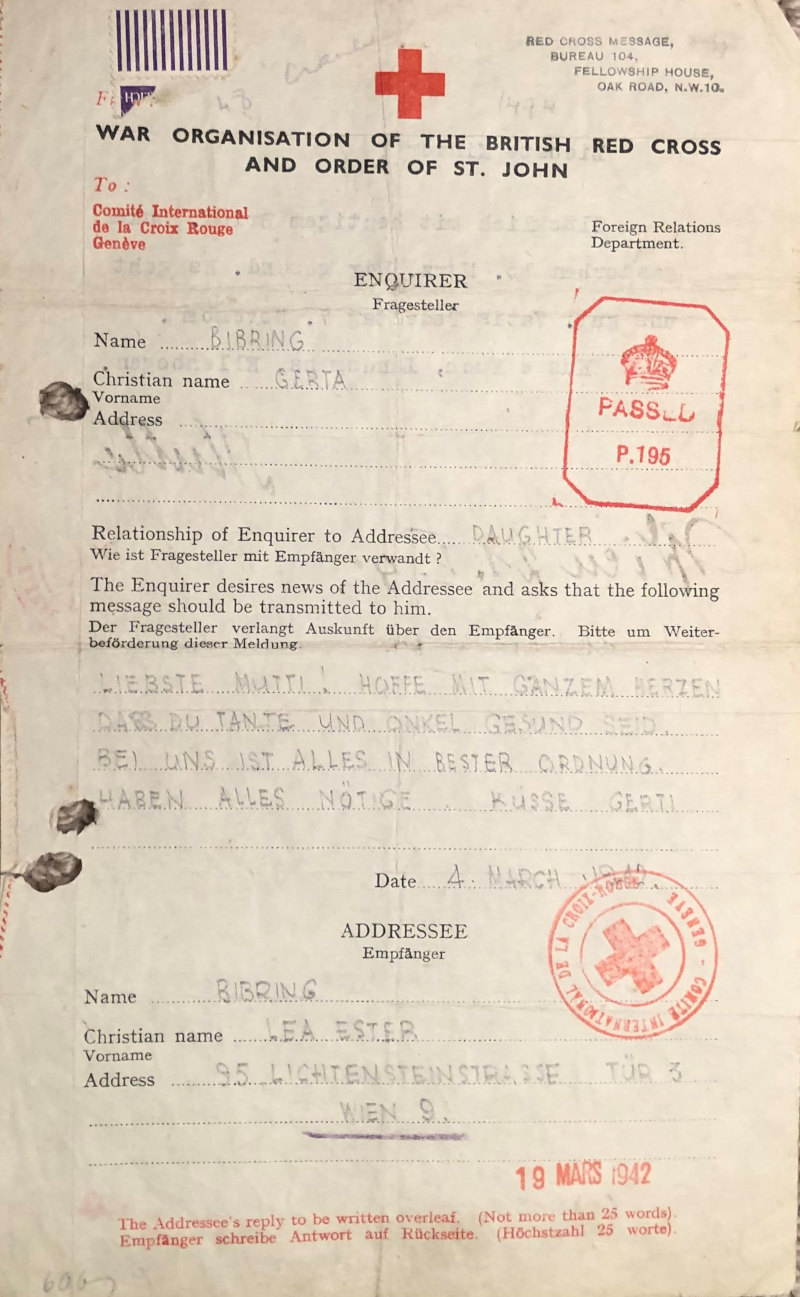 RED CROSS MESSAGE,
BUREAU 104,
FELLOWSHIP HOUSE,
OAK ROAD, N.W.10.
WAR ORGANISATION OF THE BRITISH RED CROSS
AND ORDER OF ST. JOHN
To :
Comité International
de la Croix Rouge
Genève
Foreign Relations
Department.
ENQUIRER
Fragesteller
Name BIBRING
Christian name GERTA
Vorname
Address
PASSED
P.195
Relationship of Enquirer to Addressee DAUGHTER
Wie ist Fragesteller mit Empfänger verwandt ?
The Enquirer desires news of the Addressee and asks that the following
message should be transmitted to him.
Der Fragesteller verlangt Auskunft über den Empfänger. Bitte um Weiter-
beförderung dieser Meldung.
LIEBSTE MUTTI! HOFFE MIT GANZEM HERZEN
DASS DU TANTE UND ONKEL GESUND SEID.
BEI UNS IST ALLES IN BESTER ORDNUNG.
HABEN ALLES NÖTIGE. KÜSSE GERTI
Date 4. MARCH 1942.
COMITÉ INTERNATIONAL DE LA CROIX-ROUGE - GENÈVE
ADDRESSEE
Empfänger
Name BIBRING
Christian name LEA ESTER
Vorname
Address 95 LICHTENSTEINSTRASSE TÜR 3
WIEN 9.
19 MARS 1942
The Addressee's reply to be written overleaf. (Not more than 25 words).
Empfänger schreibe Antwort auf Rückseite. (Höchstzahl 25 worte).